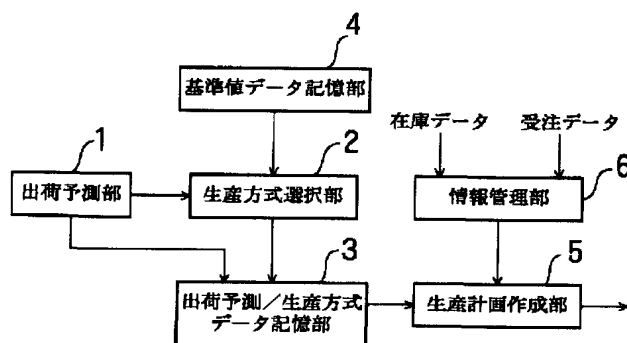 4
基準値データ記憶部
在庫データ
受注データ
1
2
6
出荷予測部
生産方式選択部
情報管理部
3
5
出荷予測／生産方式
データ記憶部
生産計画作成部